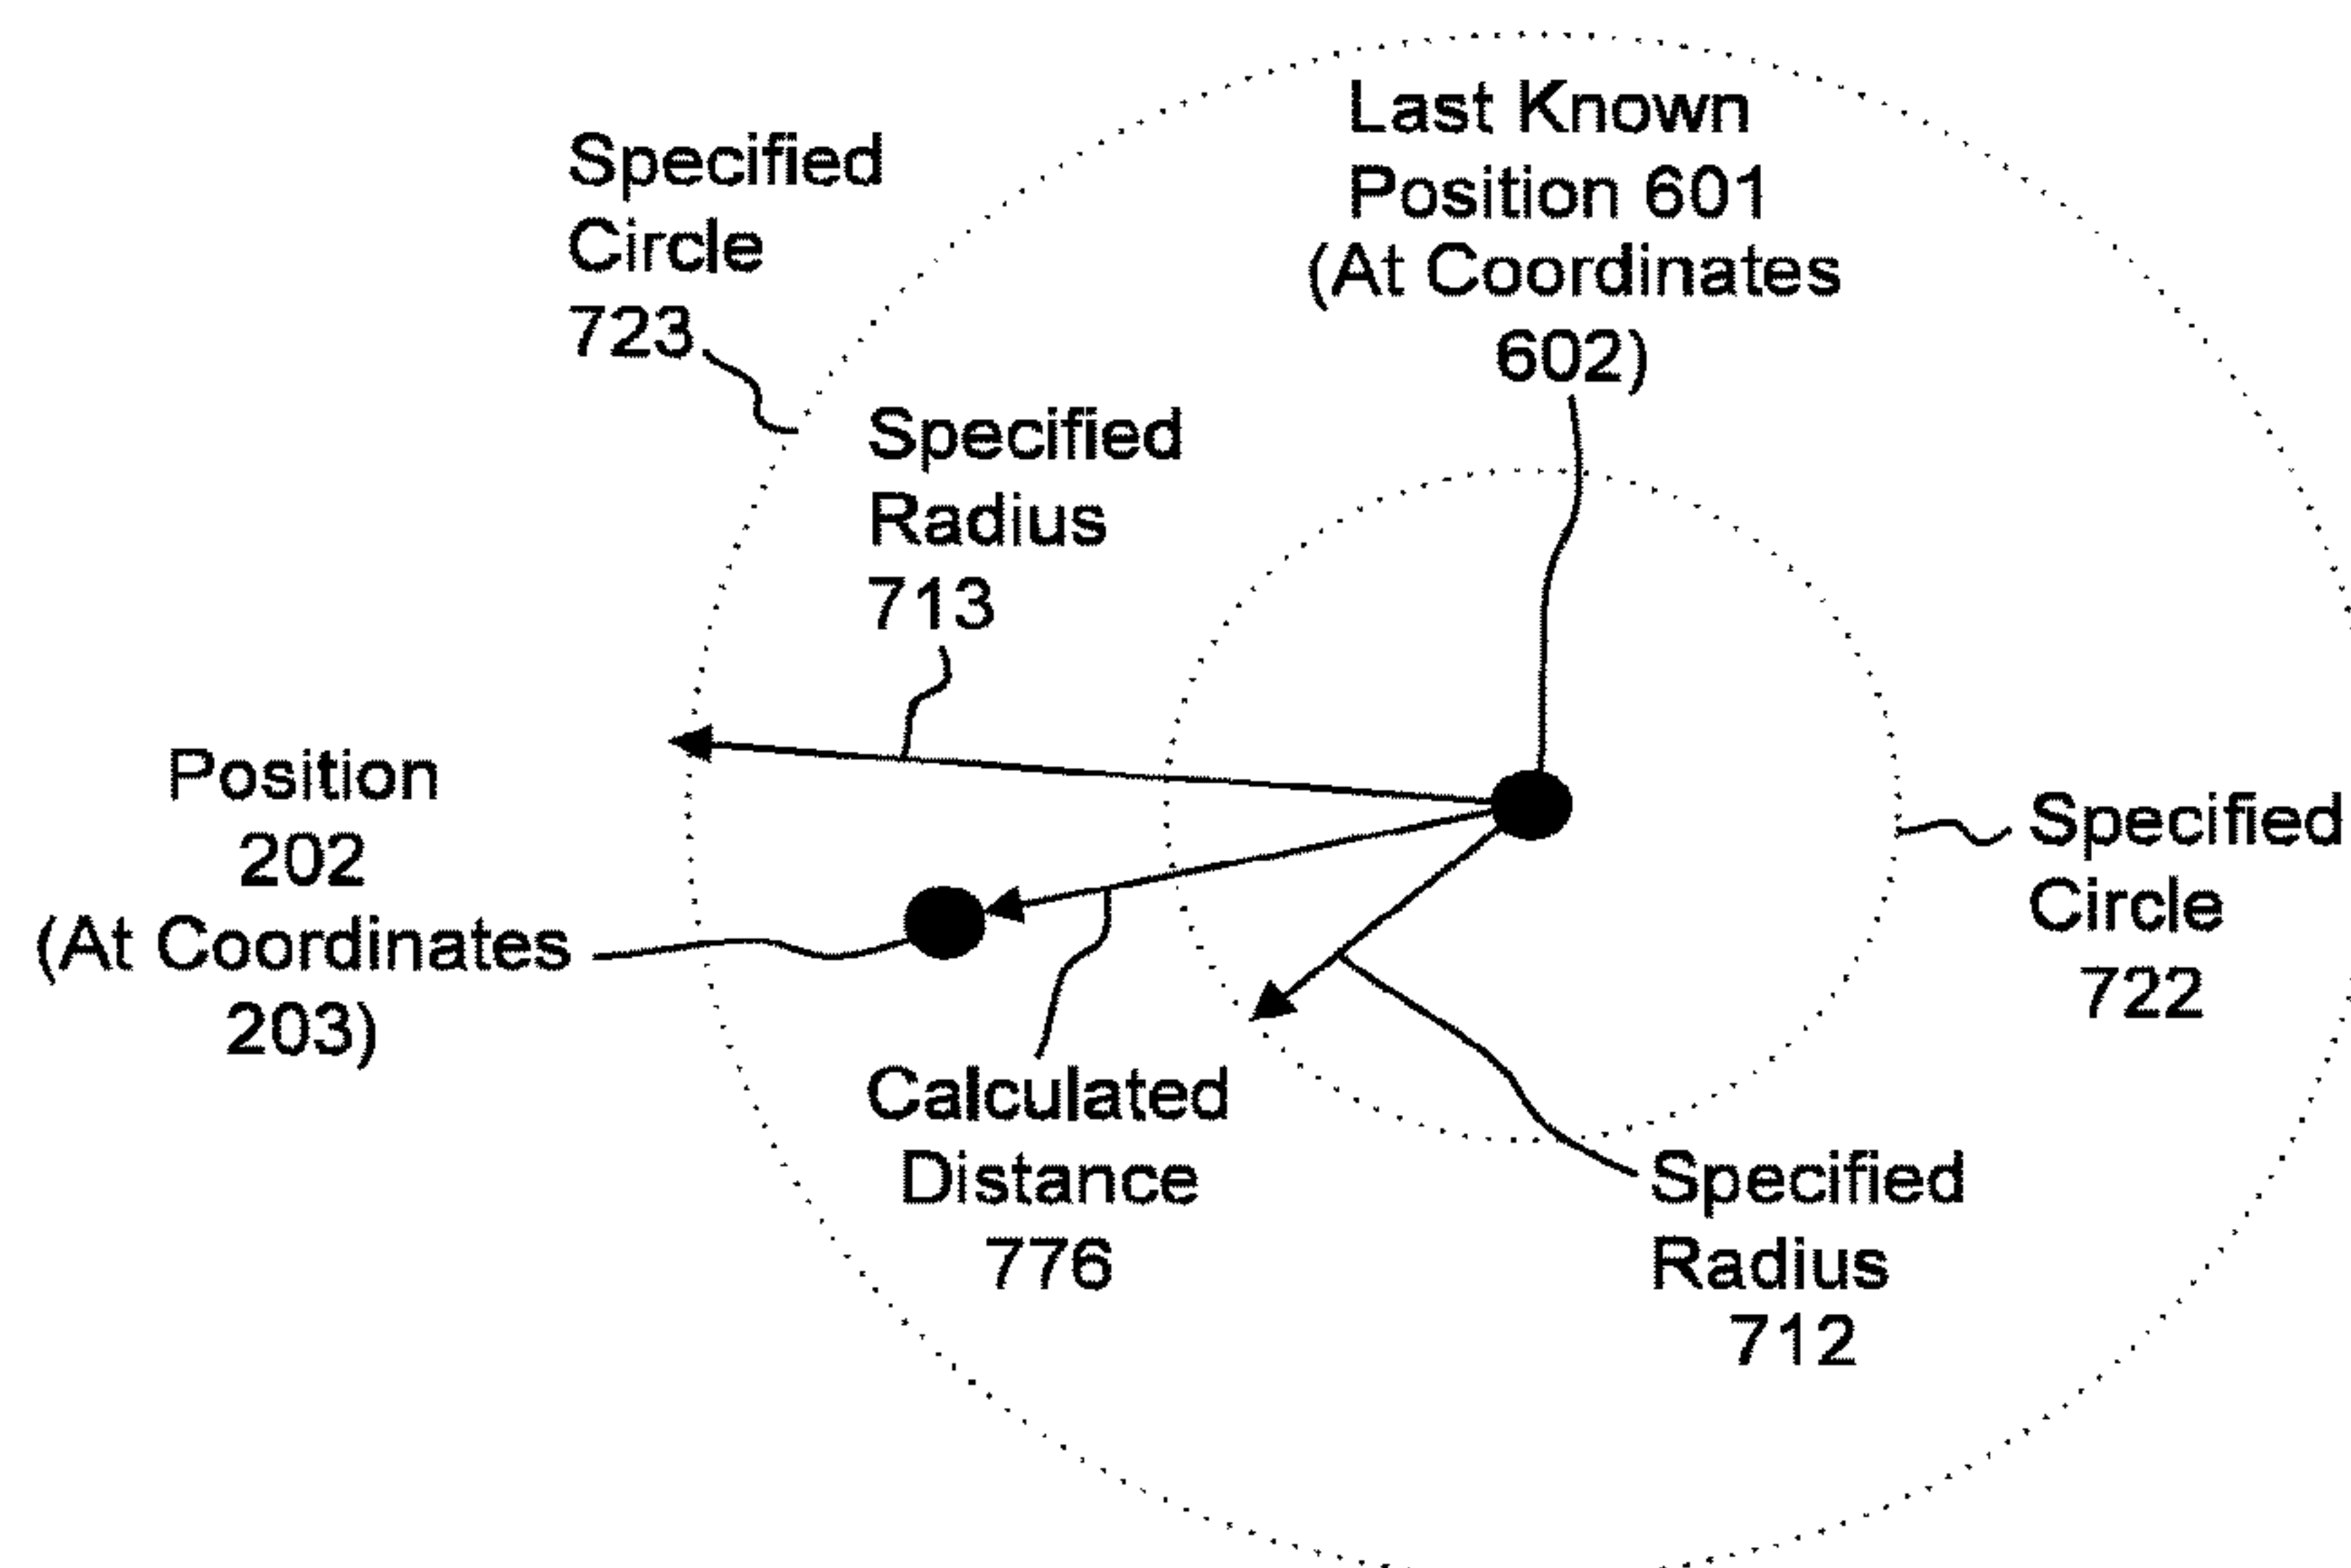 Last Known
Position 601
(At Coordinates
602)
Specified
Circle
723
Specified
Radius
713
Position
202
(At Coordinates
203)
Specified
Circle
722
Calculated
Distance
776
Specified
Radius
712